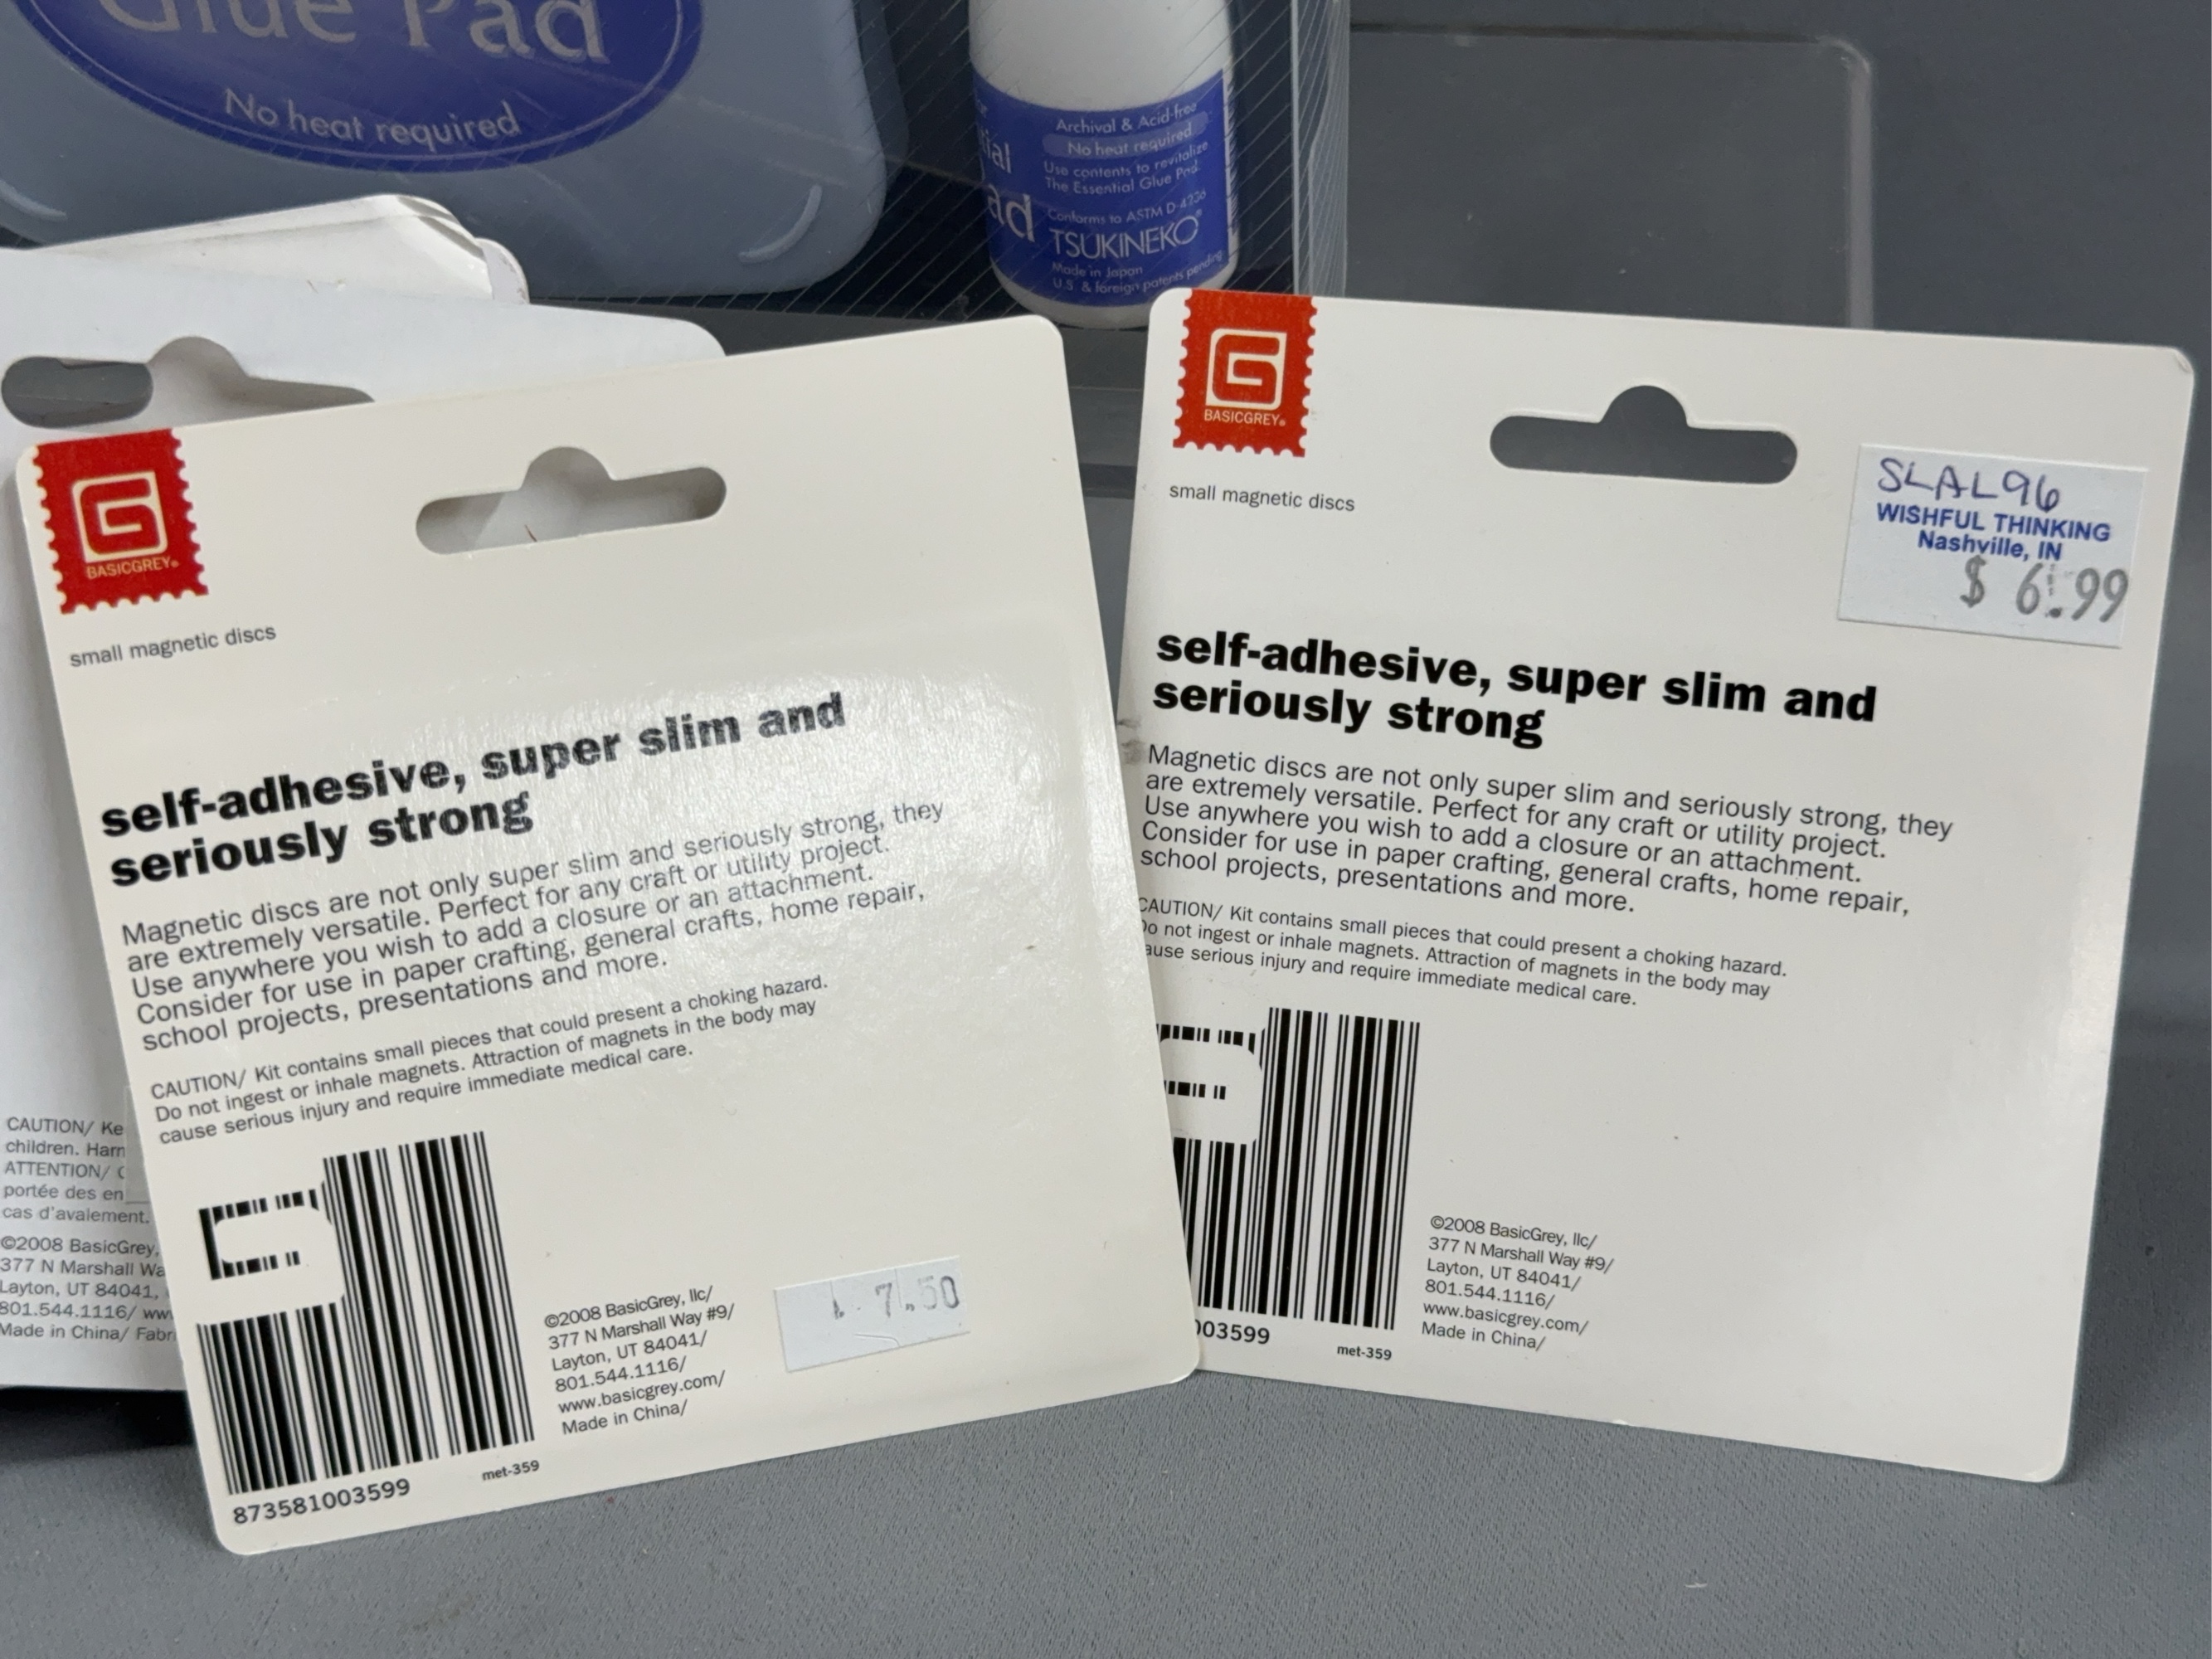 Glue Pad
No heat required
Archival & Acid-free
No heat required
Use contents to revitalize
The Essential Glue Pad.
Conforms to ASTM D-4236
TSUKINEKO®
Made in Japan
U.S. & foreign patents pending
ial
ad
BASICGREY®
small magnetic discs
self-adhesive, super slim and
seriously strong
Magnetic discs are not only super slim and seriously strong, they
are extremely versatile. Perfect for any craft or utility project.
Use anywhere you wish to add a closure or an attachment.
Consider for use in paper crafting, general crafts, home repair,
school projects, presentations and more.
CAUTION/ Kit contains small pieces that could present a choking hazard.
Do not ingest or inhale magnets. Attraction of magnets in the body may
cause serious injury and require immediate medical care.
873581003599
met-359
©2008 BasicGrey, llc/
377 N Marshall Way #9/
Layton, UT 84041/
801.544.1116/
www.basicgrey.com/
Made in China/
7.50
BASICGREY®
small magnetic discs
SLAL96
WISHFUL THINKING
Nashville, IN
$ 6.99
self-adhesive, super slim and
seriously strong
Magnetic discs are not only super slim and seriously strong, they
are extremely versatile. Perfect for any craft or utility project.
Use anywhere you wish to add a closure or an attachment.
Consider for use in paper crafting, general crafts, home repair,
school projects, presentations and more.
CAUTION/ Kit contains small pieces that could present a choking hazard.
Do not ingest or inhale magnets. Attraction of magnets in the body may
ause serious injury and require immediate medical care.
003599
met-359
©2008 BasicGrey, llc/
377 N Marshall Way #9/
Layton, UT 84041/
801.544.1116/
www.basicgrey.com/
Made in China/
CAUTION/ Ke
children. Harm
ATTENTION/
portée des en
cas d'avalement.
©2008 BasicGrey,
377 N Marshall Wa
Layton, UT 84041,
801.544.1116/ ww
Made in China/ Fabr